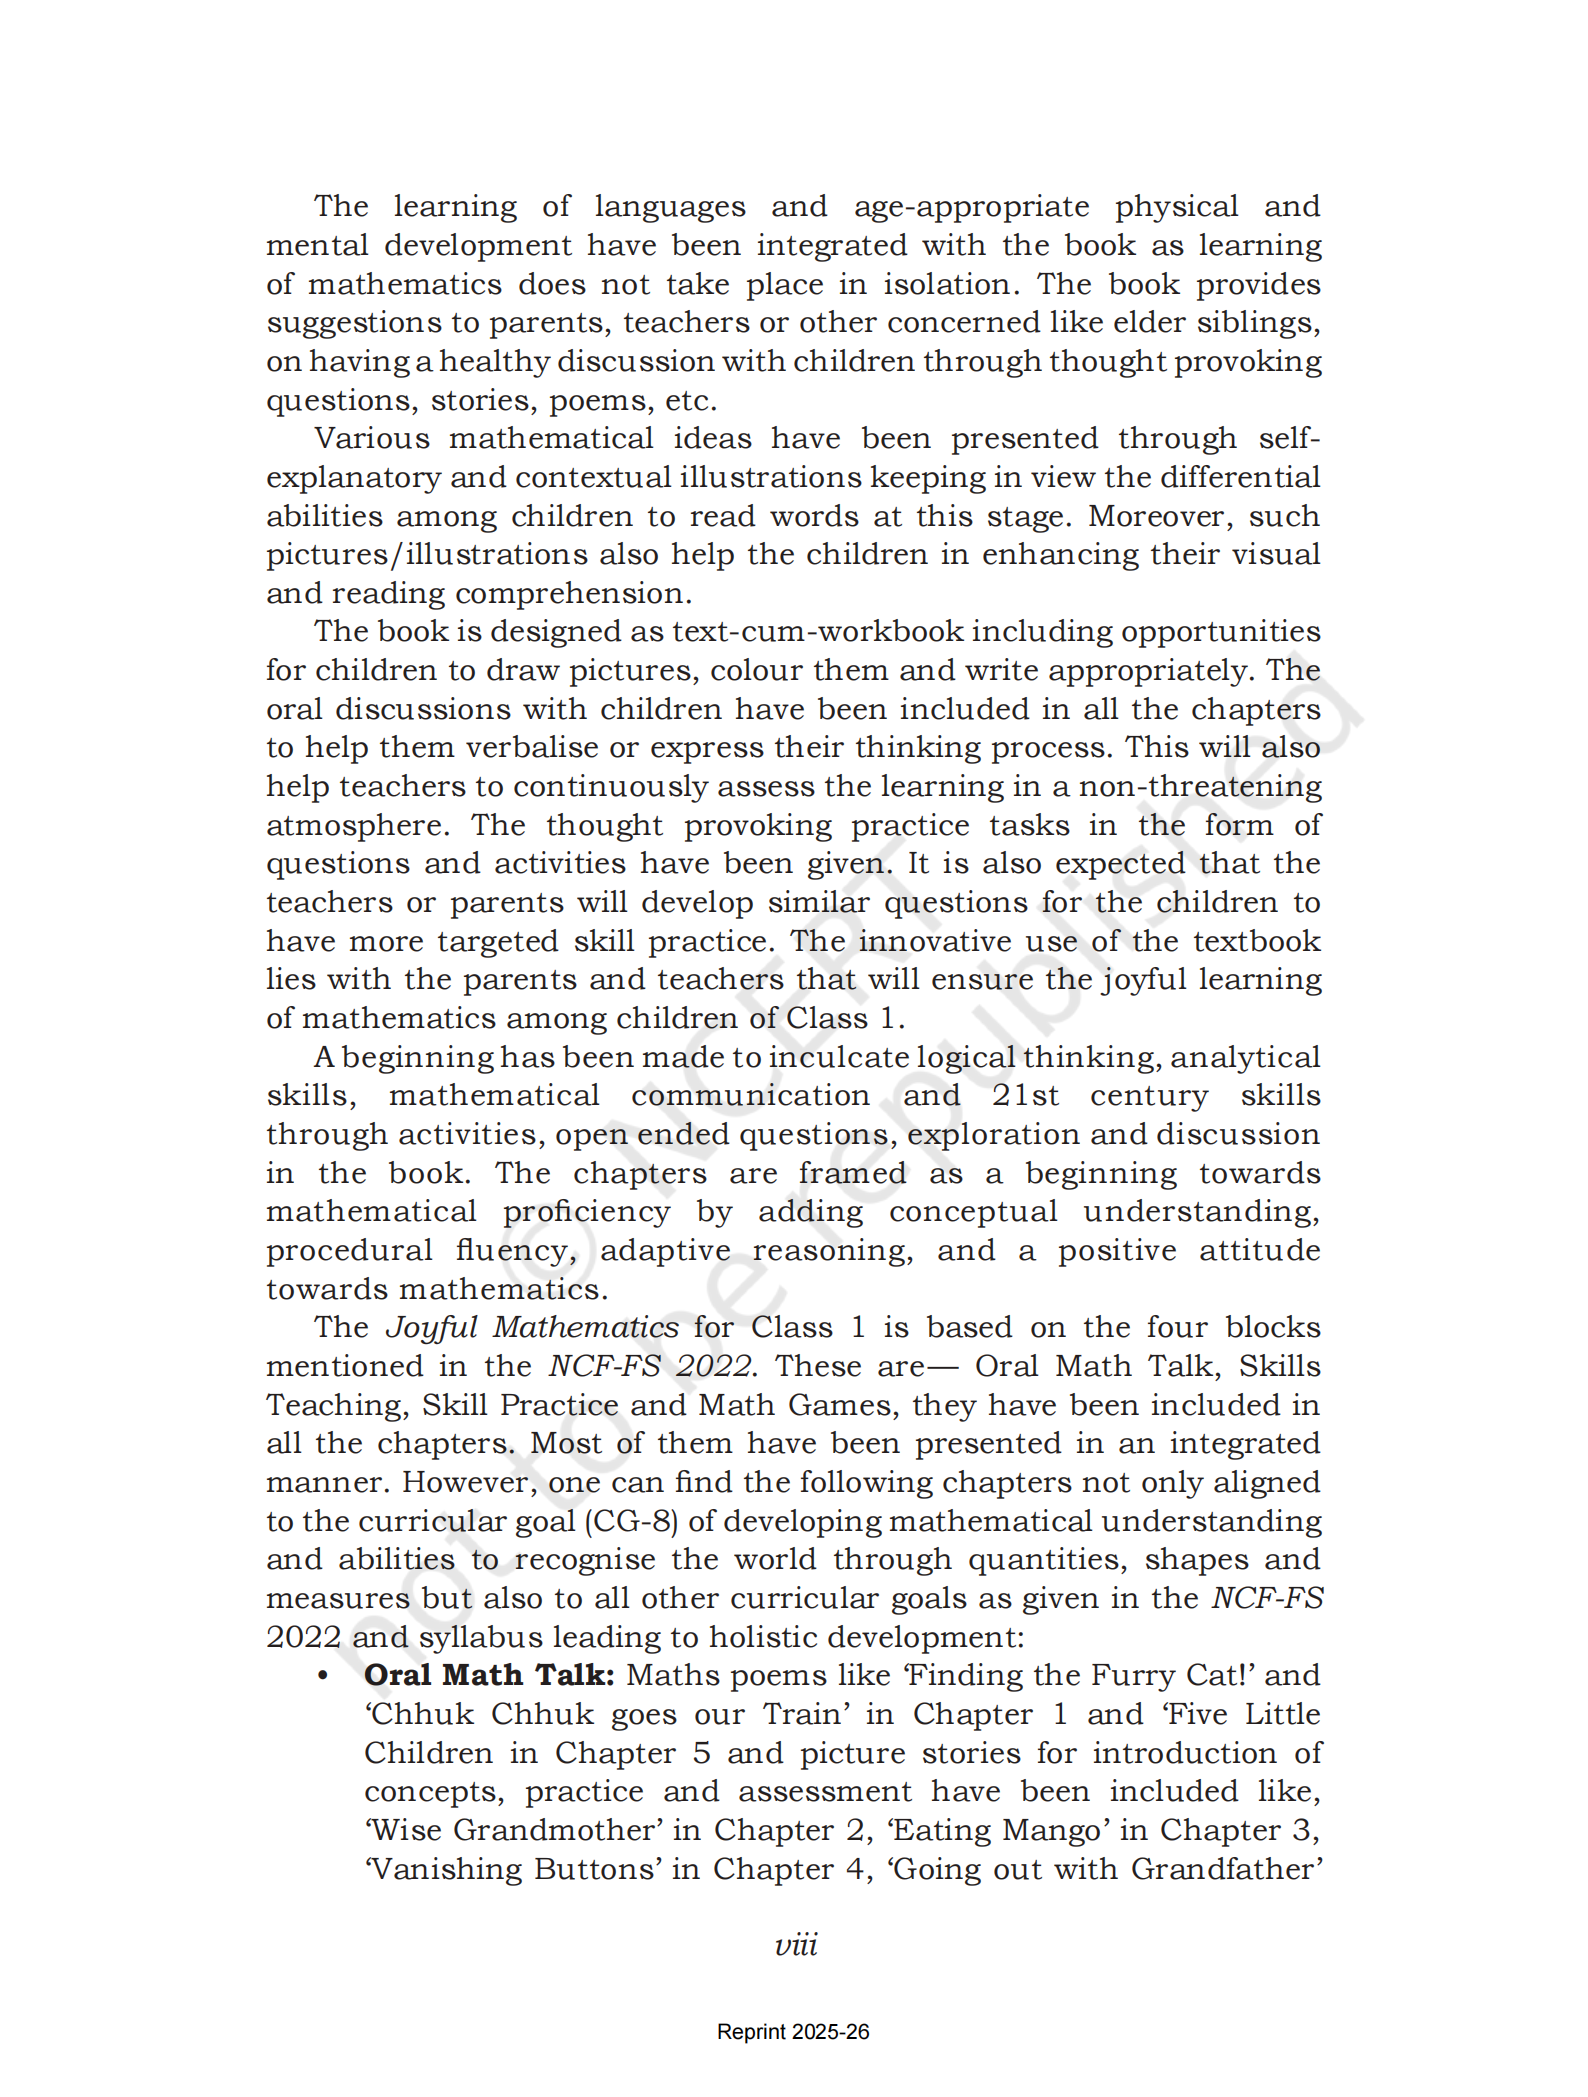 The learning of languages and age-appropriate physical and
mental development have been integrated with the book as learning
of mathematics does not take place in isolation. The book provides
suggestions to parents, teachers or other concerned like elder siblings,
on having a healthy discussion with children through thought provoking
questions, stories, poems, etc.
Various mathematical ideas have been presented through self-
explanatory and contextual illustrations keeping in view the differential
abilities among children to read words at this stage. Moreover, such
pictures/illustrations also help the children in enhancing their visual
and reading comprehension.
The book is designed as text-cum-workbook including opportunities
for children to draw pictures, colour them and write appropriately. The
oral discussions with children have been included in all the chapters
to help them verbalise or express their thinking process. This will also
help teachers to continuously assess the learning in a non-threatening
atmosphere. The thought provoking practice tasks in the form of
questions and activities have been given. It is also expected that the
teachers or parents will develop similar questions for the children to
have more targeted skill practice. The innovative use of the textbook
lies with the parents and teachers that will ensure the joyful learning
of mathematics among children of Class 1.
A beginning has been made to inculcate logical thinking, analytical
skills, mathematical communication and 21st century skills
through activities, open ended questions, exploration and discussion
in the book. The chapters are framed as a beginning towards
mathematical proficiency by adding conceptual understanding,
procedural fluency, adaptive reasoning, and a positive attitude
towards mathematics.
The Joyful Mathematics for Class 1 is based on the four blocks
mentioned in the NCF-FS 2022. These are— Oral Math Talk, Skills
Teaching, Skill Practice and Math Games, they have been included in
all the chapters. Most of them have been presented in an integrated
manner. However, one can find the following chapters not only aligned
to the curricular goal (CG-8) of developing mathematical understanding
and abilities to recognise the world through quantities, shapes and
measures but also to all other curricular goals as given in the NCF-FS
2022 and syllabus leading to holistic development:
• Oral Math Talk: Maths poems like ‘Finding the Furry Cat!’ and
‘Chhuk Chhuk goes our Train’ in Chapter 1 and ‘Five Little
Children in Chapter 5 and picture stories for introduction of
concepts, practice and assessment have been included like,
‘Wise Grandmother’ in Chapter 2, ‘Eating Mango’ in Chapter 3,
‘Vanishing Buttons’ in Chapter 4, ‘Going out with Grandfather’
viii
Reprint 2025-26
© NCERT
not to be republished